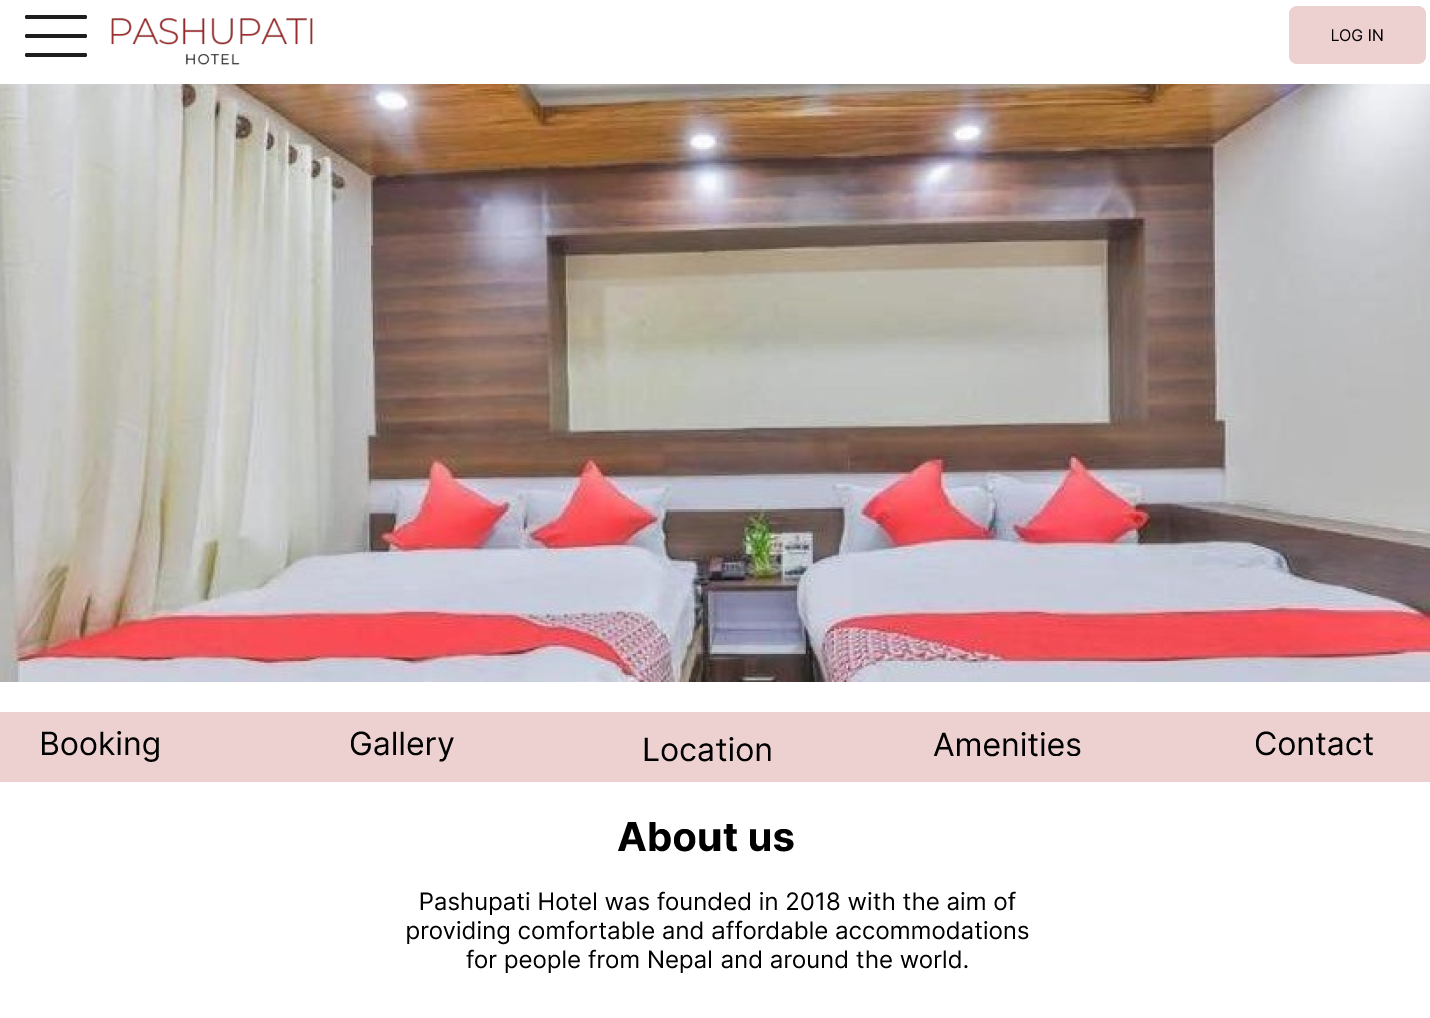 PASHUPATI
HOTEL
LOG IN
Booking
Gallery
Location
Amenities
Contact
About us
Pashupati Hotel was founded in 2018 with the aim of
providing comfortable and affordable accommodations
for people from Nepal and around the world.